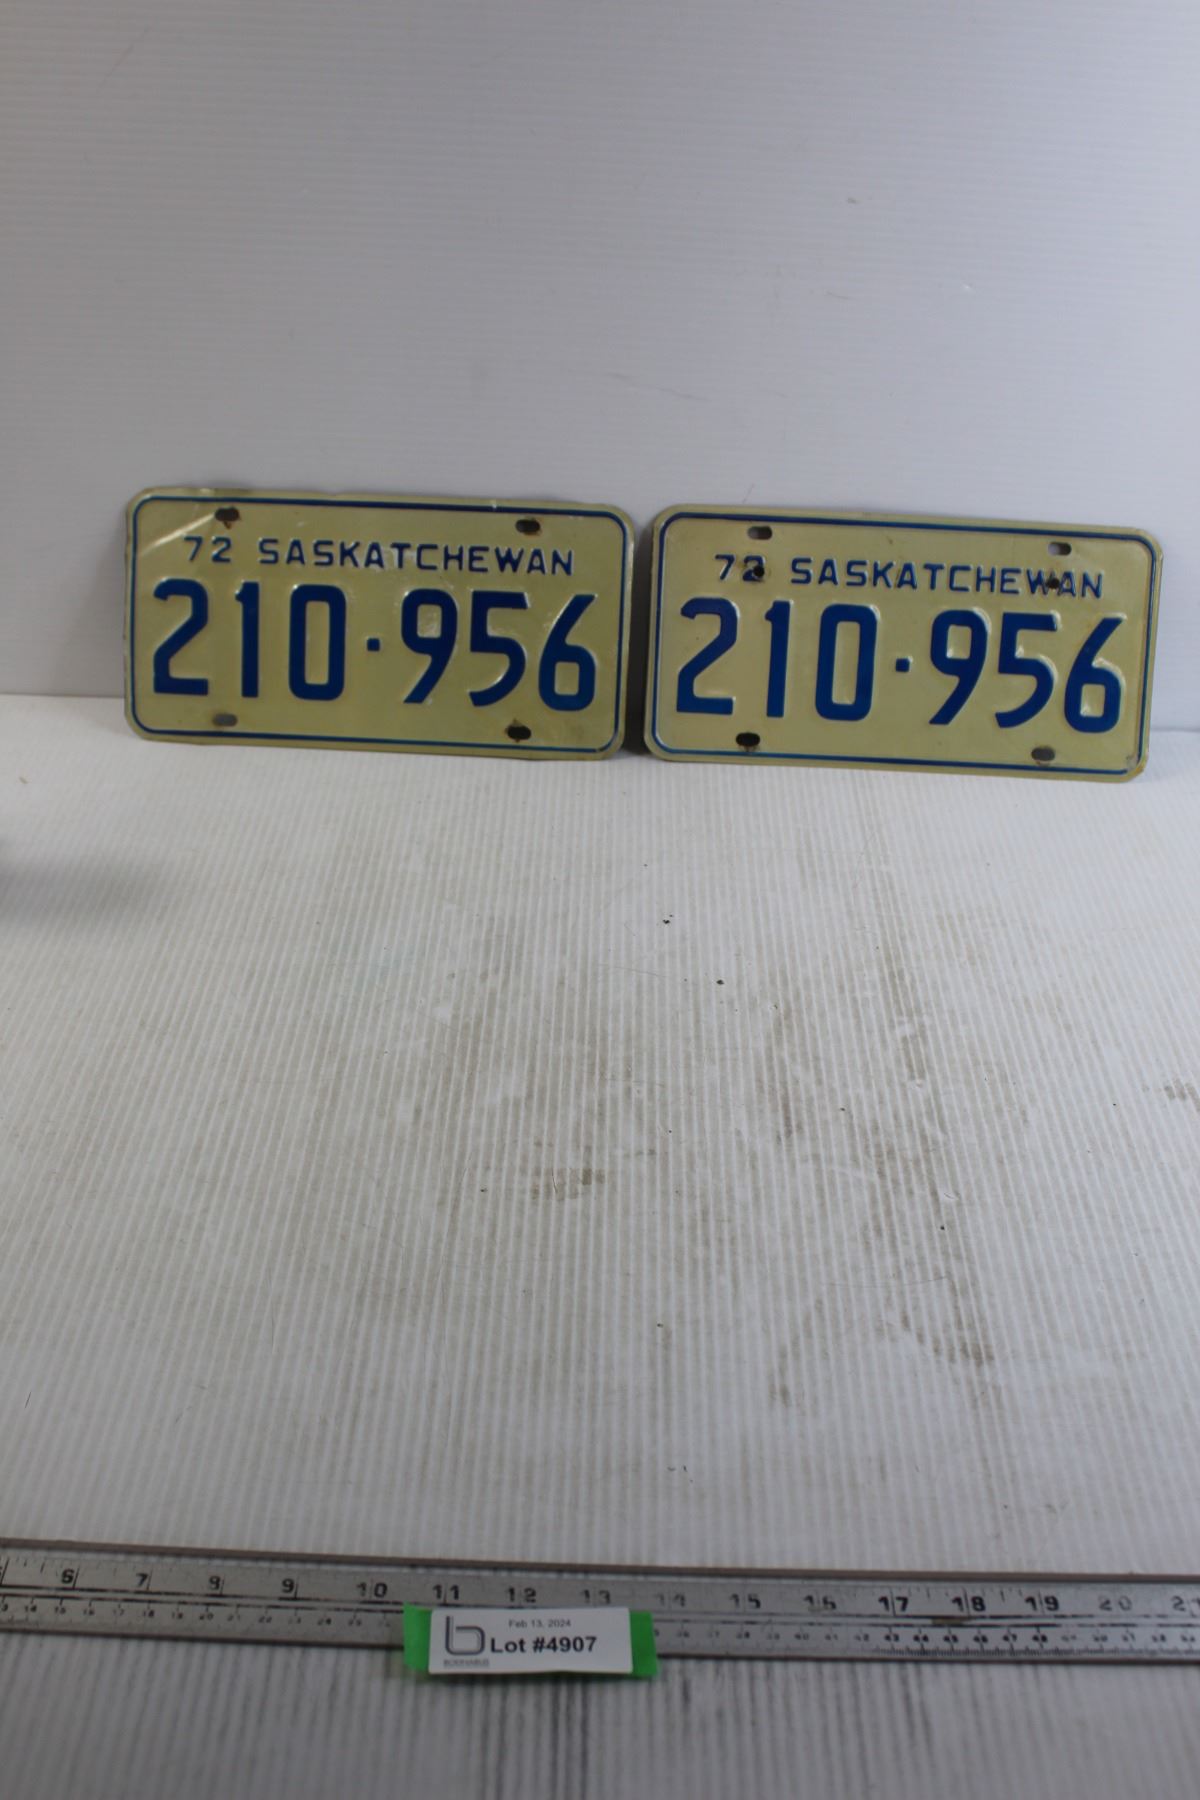 72 SASKATCHEWAN
210·956
72 SASKATCHEWAN
210·956
6 7 8 9 10 11 12 13 14 15 16 17 18 19 20 21
Feb 13, 2024
Lot #4907